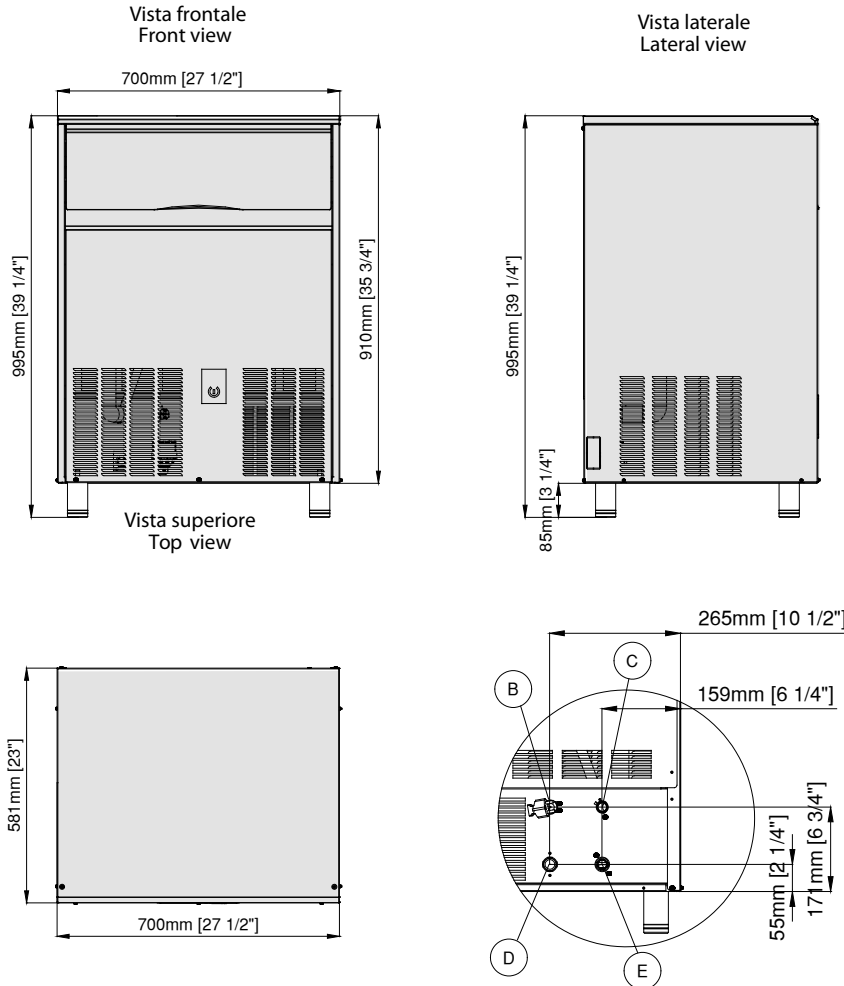 Vista frontale
Front view
Vista laterale
Lateral view
700mm [27 1/2"]
995mm [39 1/4"]
910mm [35 3/4"]
995mm [39 1/4"]
85mm [3 1/4"]
Vista superiore
Top view
581mm [23"]
700mm [27 1/2"]
265mm [10 1/2"]
B
C
159mm [6 1/4"]
55mm [2 1/4"]
171mm [6 3/4"]
D
E